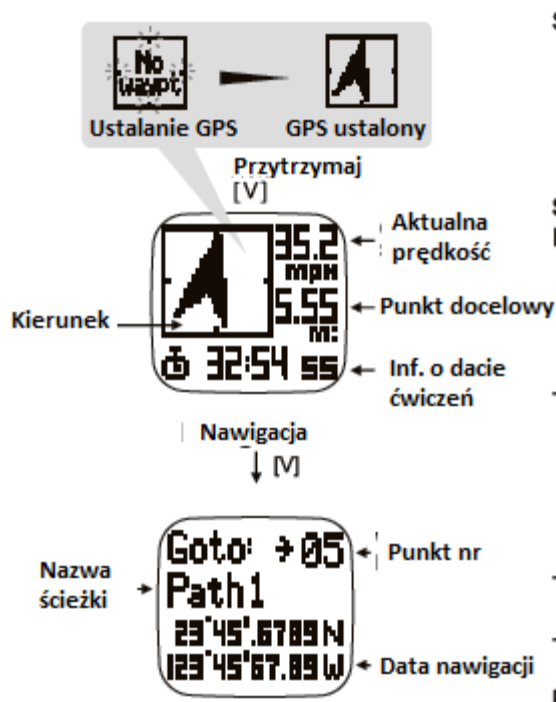 No
waypt
Ustalanie GPS
GPS ustalony
Przytrzymaj
[V]
35.2
mph
Aktualna
prędkość
5.55
Punkt docelowy
Kierunek
32:54 55
Inf. o dacie
ćwiczeń
Nawigacja
[V]
Goto: →05
Punkt nr
Nazwa
ścieżki
Path1
23°45'.6789N
123°45'67.89W
Data nawigacji